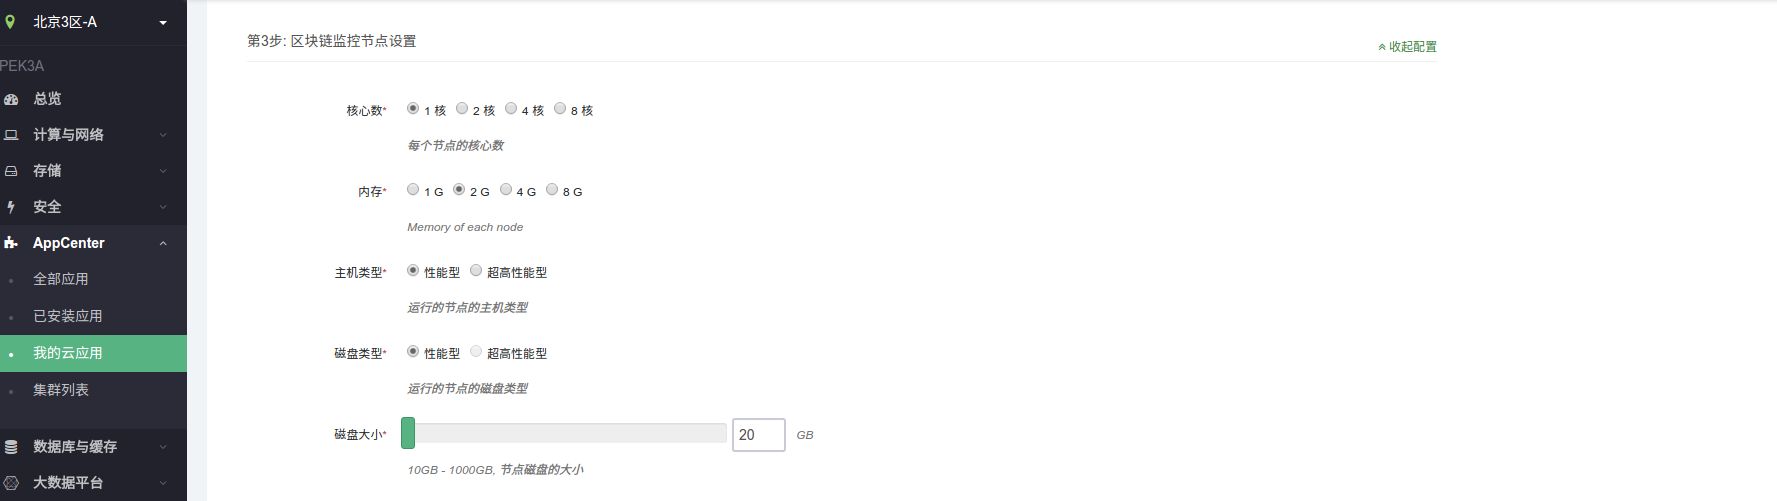 北京3区-A
PEK3A
总览
计算与网络
存储
安全
AppCenter
全部应用
已安装应用
我的云应用
集群列表
数据库与缓存
大数据平台
第3步: 区块链监控节点设置
收起配置
核心数* 1 核 2 核 4 核 8 核
每个节点的核心数
内存* 1 G 2 G 4 G 8 G
Memory of each node
主机类型* 性能型 超高性能型
运行的节点的主机类型
磁盘类型* 性能型 超高性能型
运行的节点的磁盘类型
磁盘大小* 20 GB
10GB - 1000GB, 节点磁盘的大小